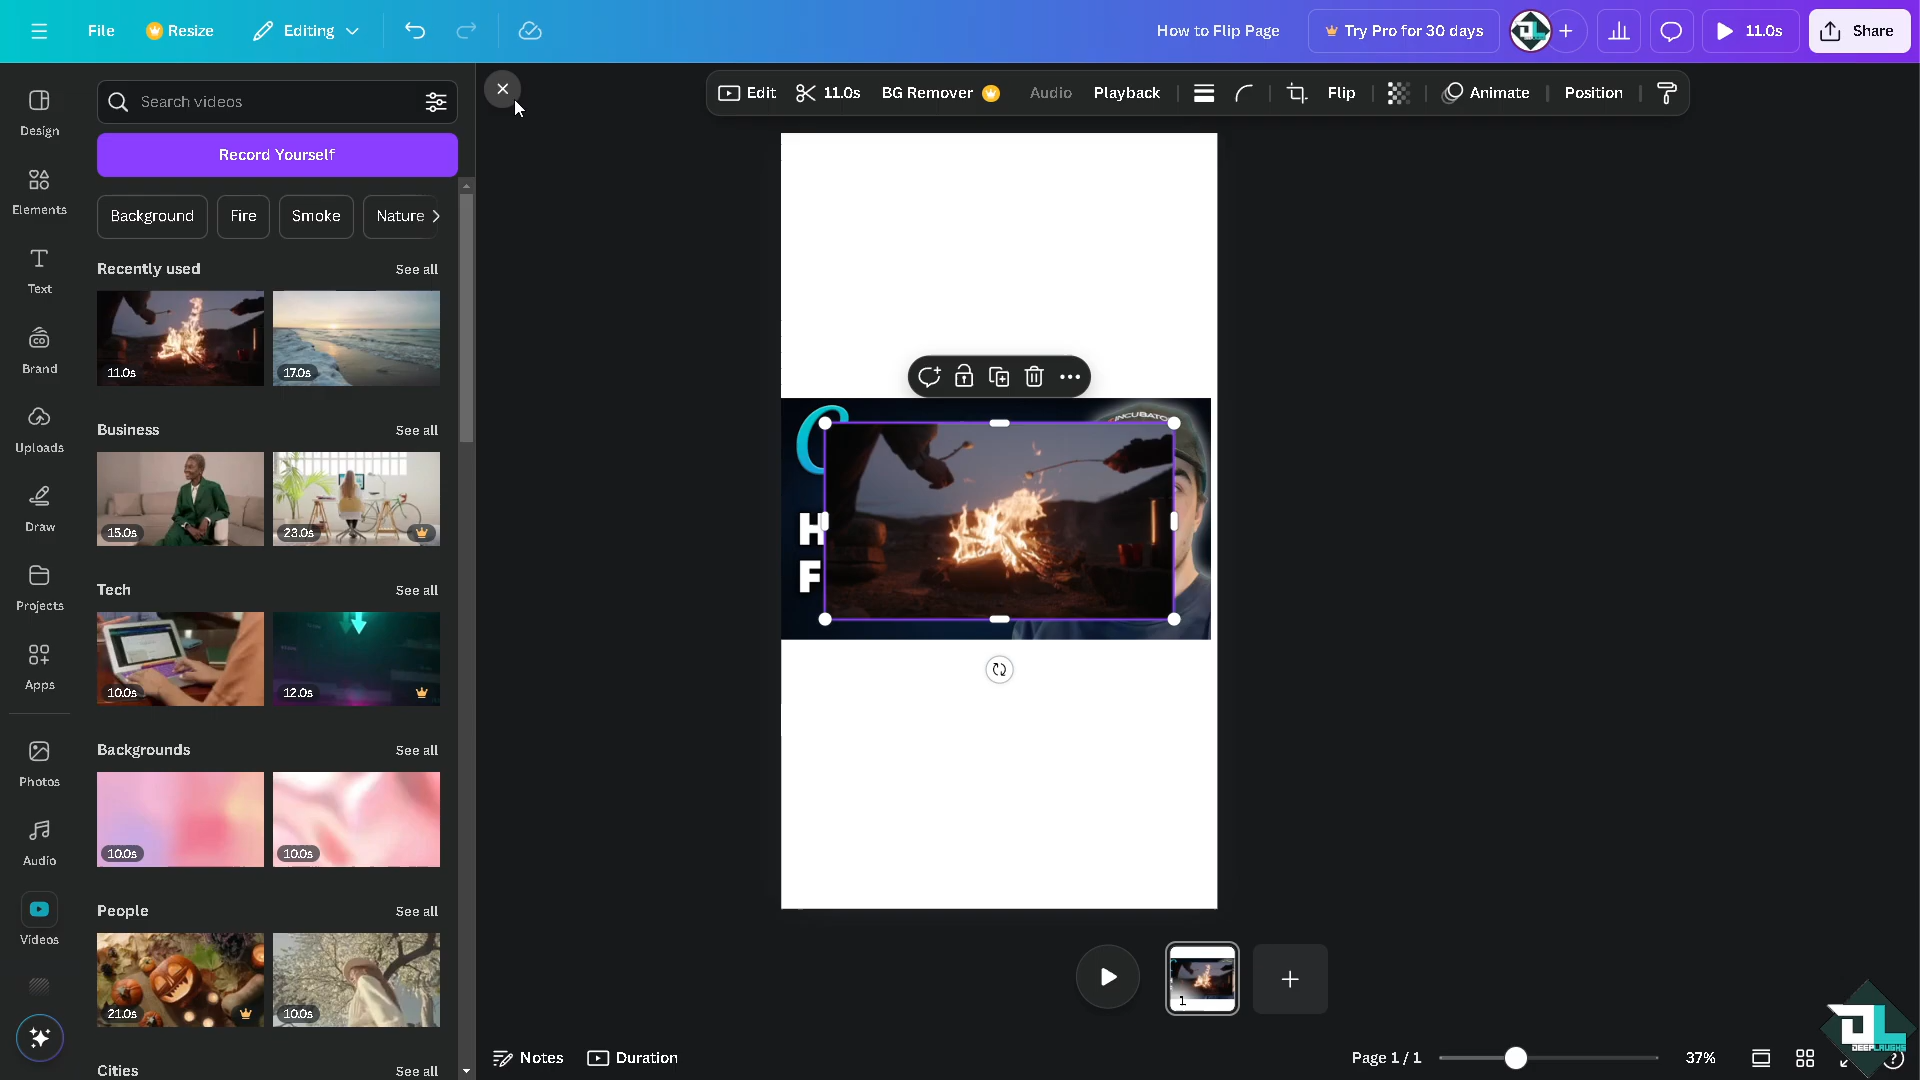 File
Resize
Editing
How to Flip Page
Try Pro for 30 days
11.0s
Share
Design
Elements
Text
Brand
Uploads
Draw
Projects
Apps
Photos
Audio
Videos
Search videos
Record Yourself
Background
Fire
Smoke
Nature
Recently used
See all
11.0s
17.0s
Business
See all
15.0s
23.0s
Tech
See all
10.0s
12.0s
Backgrounds
See all
10.0s
10.0s
People
See all
21.0s
10.0s
Cities
See all
Edit
11.0s
BG Remover
Audio
Playback
Flip
Animate
Position
INCUBATO
C
H
F
1
Notes
Duration
Page 1 / 1
37%
DL
DEEPLAUGHS